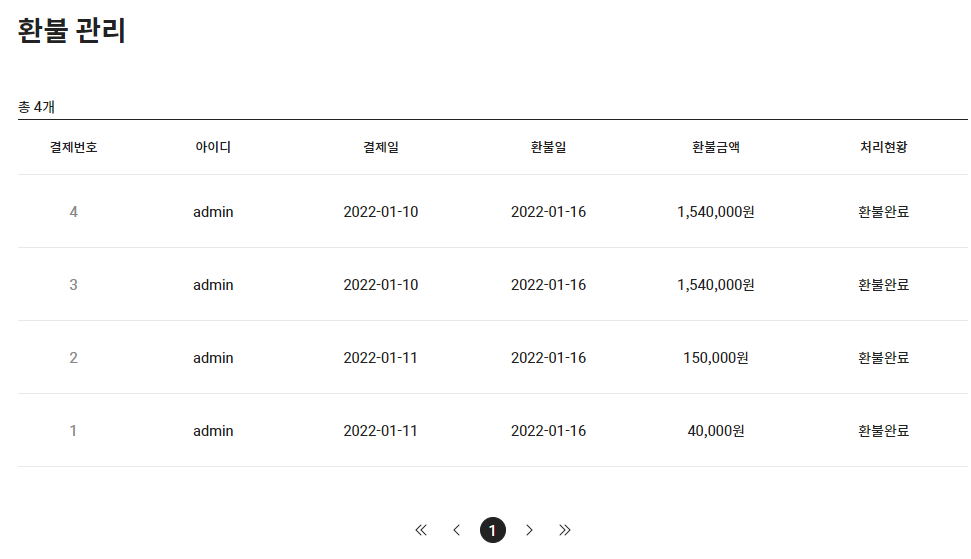 환불 관리
총 4개
결제번호 아이디 결제일 환불일 환불금액 처리현황
4 admin 2022-01-10 2022-01-16 1,540,000원 환불완료
3 admin 2022-01-10 2022-01-16 1,540,000원 환불완료
2 admin 2022-01-11 2022-01-16 150,000원 환불완료
1 admin 2022-01-11 2022-01-16 40,000원 환불완료
1